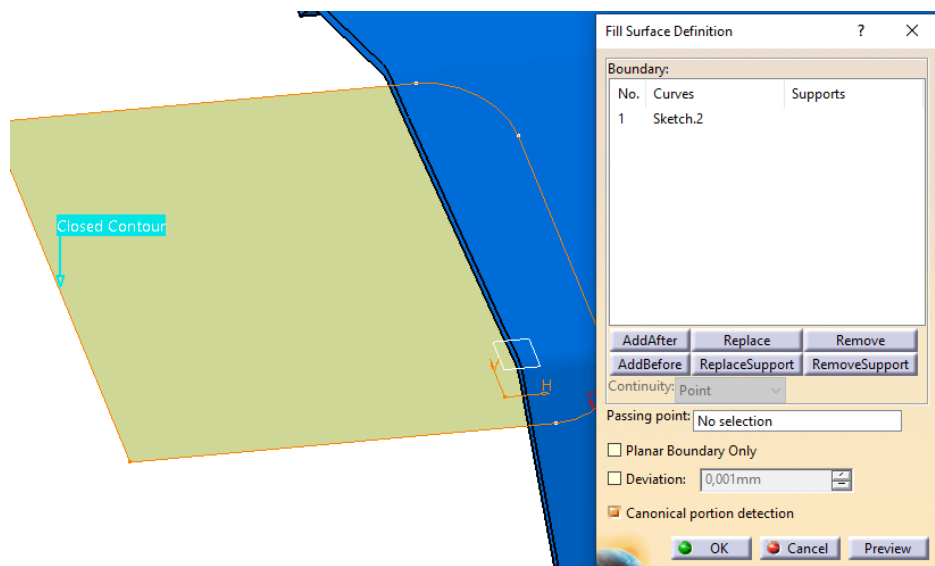 Fill Surface Definition ? ×
Boundary:
No. Curves Supports
1 Sketch.2
Closed Contour
AddAfter Replace Remove
AddBefore ReplaceSupport RemoveSupport
Continuity: Point
V
H
Passing point: No selection
Planar Boundary Only
Deviation: 0,001mm
Canonical portion detection
OK Cancel Preview